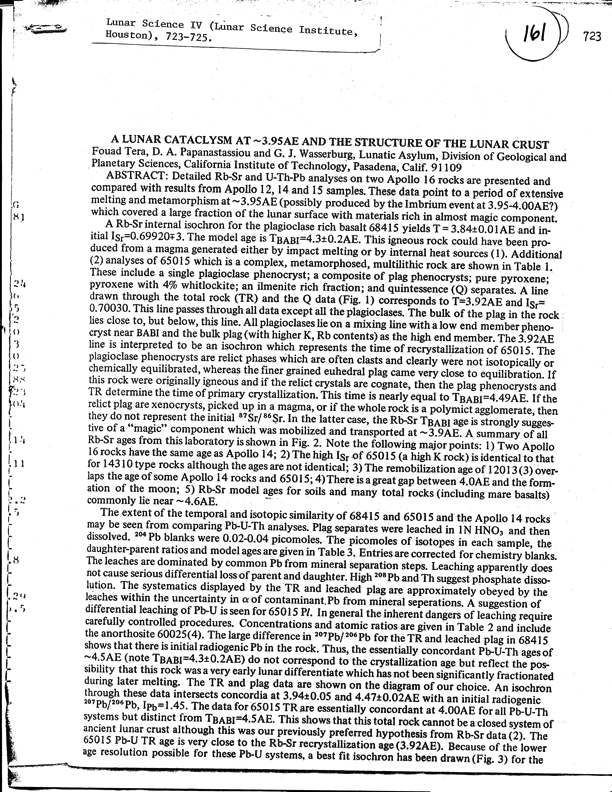 Lunar Science IV (Lunar Science Institute,
Houston), 723-725.
161
723
A LUNAR CATACLYSM AT ~3.95AE AND THE STRUCTURE OF THE LUNAR CRUST
Fouad Tera, D. A. Papanastassiou and G. J. Wasserburg, Lunatic Asylum, Division of Geological and
Planetary Sciences, California Institute of Technology, Pasadena, Calif. 91109
ABSTRACT: Detailed Rb-Sr and U-Th-Pb analyses on two Apollo 16 rocks are presented and
compared with results from Apollo 12, 14 and 15 samples. These data point to a period of extensive
melting and metamorphism at ~3.95AE (possibly produced by the Imbrium event at 3.95-4.00AE?)
which covered a large fraction of the lunar surface with materials rich in almost magic component.
A Rb-Sr internal isochron for the plagioclase rich basalt 68415 yields T = 3.84±0.01AE and in-
itial ISr=0.69920∓3. The model age is TBABI=4.3±0.2AE. This igneous rock could have been pro-
duced from a magma generated either by impact melting or by internal heat sources (1). Additional
(2) analyses of 65015 which is a complex, metamorphosed, multilithic rock are shown in Table 1.
These include a single plagioclase phenocryst; a composite of plag phenocrysts; pure pyroxene;
pyroxene with 4% whitlockite; an ilmenite rich fraction; and quintessence (Q) separates. A line
drawn through the total rock (TR) and the Q data (Fig. 1) corresponds to T=3.92AE and ISr=
0.70030. This line passes through all data except all the plagioclases. The bulk of the plag in the rock
lies close to, but below, this line. All plagioclases lie on a mixing line with a low end member pheno-
cryst near BABI and the bulk plag (with higher K, Rb contents) as the high end member. The 3.92AE
line is interpreted to be an isochron which represents the time of recrystallization of 65015. The
plagioclase phenocrysts are relict phases which are often clasts and clearly were not isotopically or
chemically equilibrated, whereas the finer grained euhedral plag came very close to equilibration. If
this rock were originally igneous and if the relict crystals are cognate, then the plag phenocrysts and
TR determine the time of primary crystallization. This time is nearly equal to TBABI=4.49AE. If the
relict plag are xenocrysts, picked up in a magma, or if the whole rock is a polymict agglomerate, then
they do not represent the initial 87Sr/86Sr. In the latter case, the Rb-Sr TBABI age is strongly sugges-
tive of a “magic” component which was mobilized and transported at ~3.9AE. A summary of all
Rb-Sr ages from this laboratory is shown in Fig. 2. Note the following major points: 1) Two Apollo
16 rocks have the same age as Apollo 14; 2) The high ISr of 65015 (a high K rock) is identical to that
for 14310 type rocks although the ages are not identical; 3) The remobilization age of 12013 (3) over-
laps the age of some Apollo 14 rocks and 65015; 4) There is a great gap between 4.0AE and the form-
ation of the moon; 5) Rb-Sr model ages for soils and many total rocks (including mare basalts)
commonly lie near ~4.6AE.
The extent of the temporal and isotopic similarity of 68415 and 65015 and the Apollo 14 rocks
may be seen from comparing Pb-U-Th analyses. Plag separates were leached in 1N HNO3 and then
dissolved. 204Pb blanks were 0.02-0.04 picomoles. The picomoles of isotopes in each sample, the
daughter-parent ratios and model ages are given in Table 3. Entries are corrected for chemistry blanks.
The leaches are dominated by common Pb from mineral separation steps. Leaching apparently does
not cause serious differential loss of parent and daughter. High 208Pb and Th suggest phosphate disso-
lution. The systematics displayed by the TR and leached plag are approximately obeyed by the
leaches within the uncertainty in α of contaminant Pb from mineral seperations. A suggestion of
differential leaching of Pb-U is seen for 65015 Pl. In general the inherent dangers of leaching require
carefully controlled procedures. Concentrations and atomic ratios are given in Table 2 and include
the anorthosite 60025(4). The large difference in 207Pb/206Pb for the TR and leached plag in 68415
shows that there is initial radiogenic Pb in the rock. Thus, the essentially concordant Pb-U-Th ages of
~4.5AE (note TBABI=4.3±0.2AE) do not correspond to the crystallization age but reflect the pos-
sibility that this rock was a very early lunar differentiate which has not been significantly fractionated
during later melting. The TR and plag data are shown on the diagram of our choice. An isochron
through these data intersects concordia at 3.94±0.05 and 4.47±0.02AE with an initial radiogenic
207Pb/206Pb, IPb=1.45. The data for 65015 TR are essentially concordant at 4.00AE for all Pb-U-Th
systems but distinct from TBABI=4.5AE. This shows that this total rock cannot be a closed system of
ancient lunar crust although this was our previously preferred hypothesis from Rb-Sr data (2). The
65015 Pb-U TR age is very close to the Rb-Sr recrystallization age (3.92AE). Because of the lower
age resolution possible for these Pb-U systems, a best fit isochron has been drawn (Fig. 3) for the